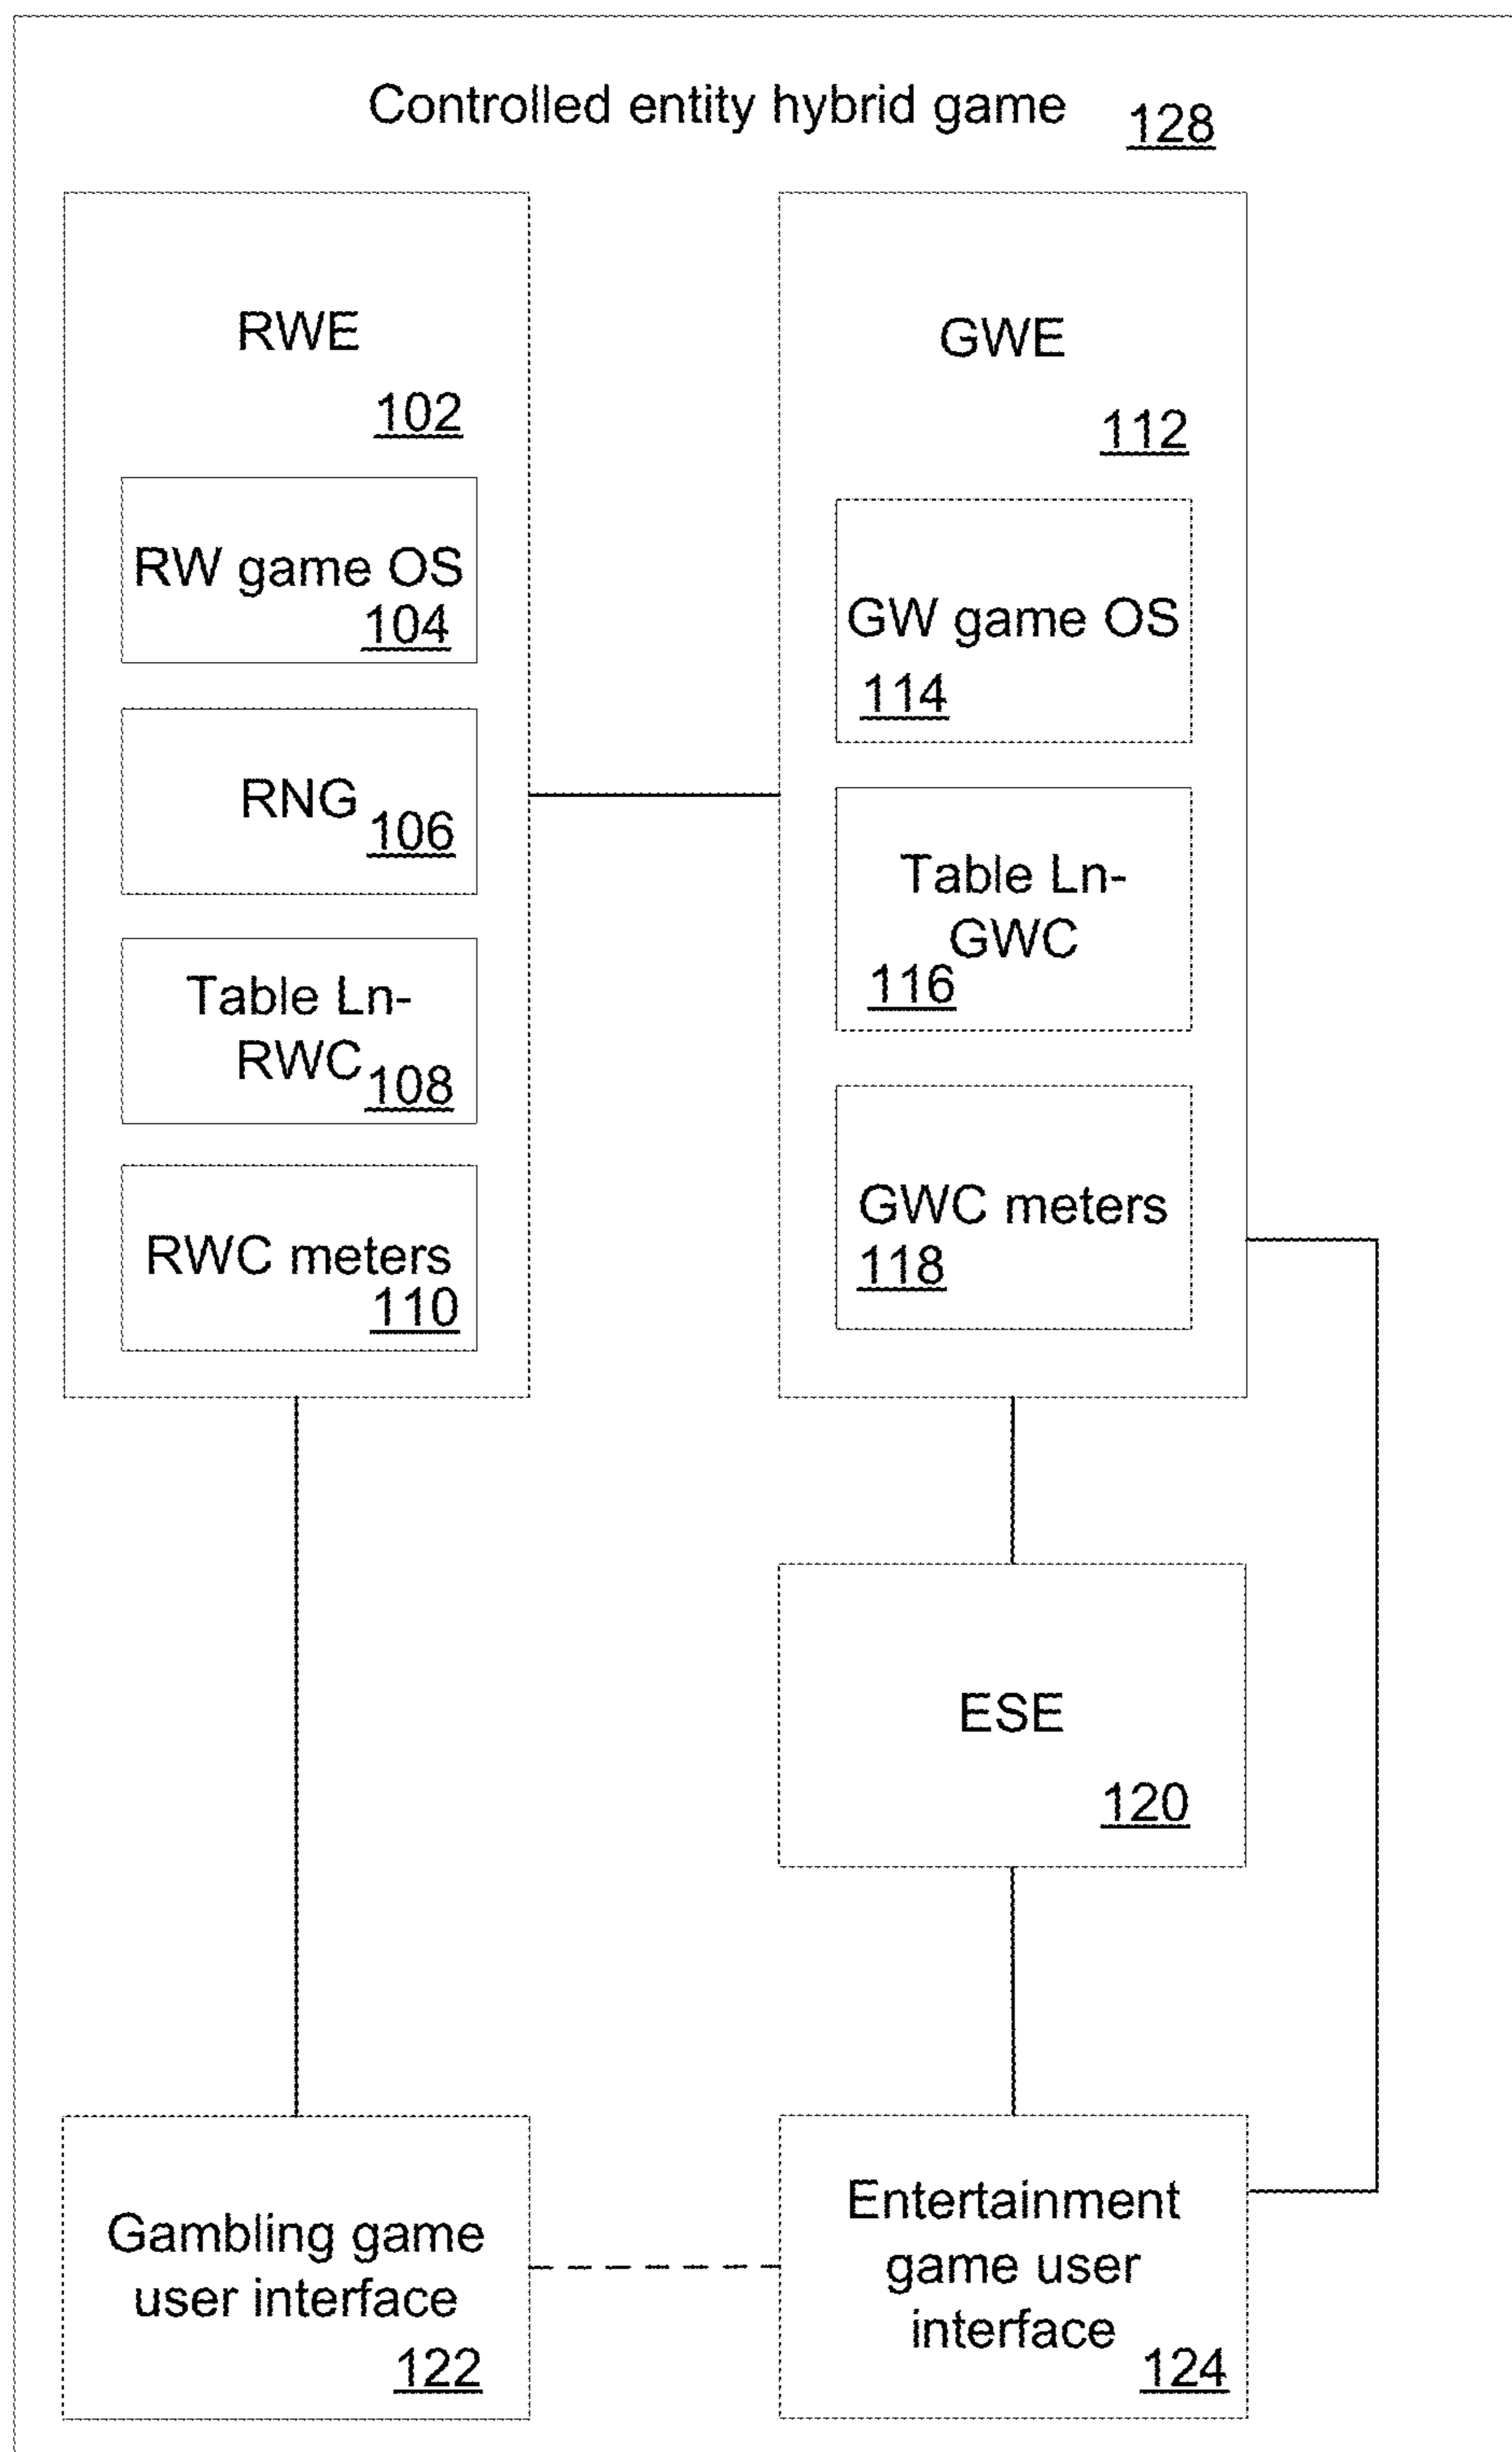 Controlled entity hybrid game 128
RWE
102
RW game OS
104
RNG
106
Table Ln-
RWC
108
RWC meters
110
GWE
112
GW game OS
114
Table Ln-
GWC
116
GWC meters
118
ESE
120
Gambling game
user interface
122
Entertainment
game user
interface
124